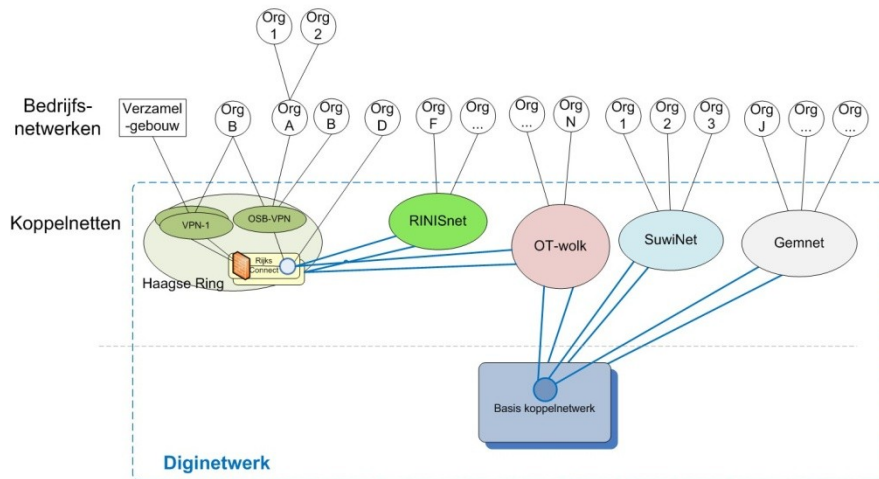 Org
1
Org
2
Bedrijfs-
netwerken
Verzamel
-gebouw
Org
B
Org
A
Org
B
Org
D
Org
F
Org
...
Org
...
Org
N
Org
1
Org
2
Org
3
Org
J
Org
...
Org
...
Koppelnetten
VPN-1
OSB-VPN
Rijks
Connect
Haagse Ring
RINISnet
OT-wolk
SuwiNet
Gemnet
Basis koppelnetwerk
Diginetwerk